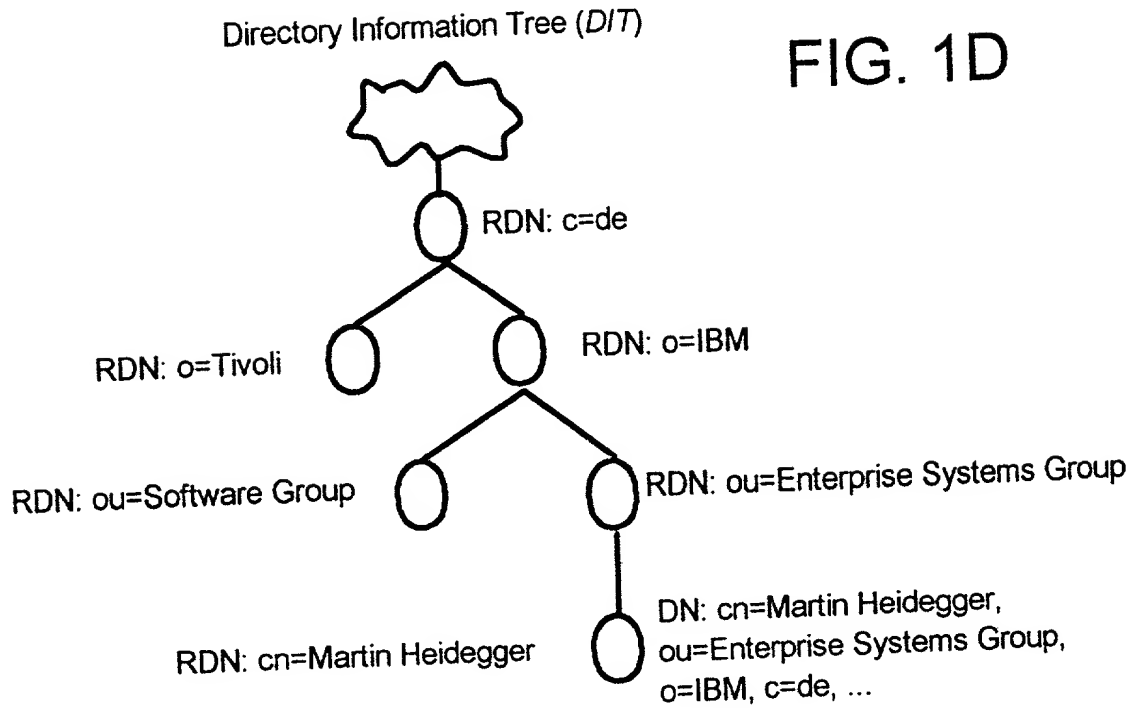 Directory Information Tree (DIT)
FIG. 1D
RDN: c=de
RDN: o=Tivoli
RDN: o=IBM
RDN: ou=Software Group
RDN: ou=Enterprise Systems Group
RDN: cn=Martin Heidegger
DN: cn=Martin Heidegger,
ou=Enterprise Systems Group,
o=IBM, c=de, ...